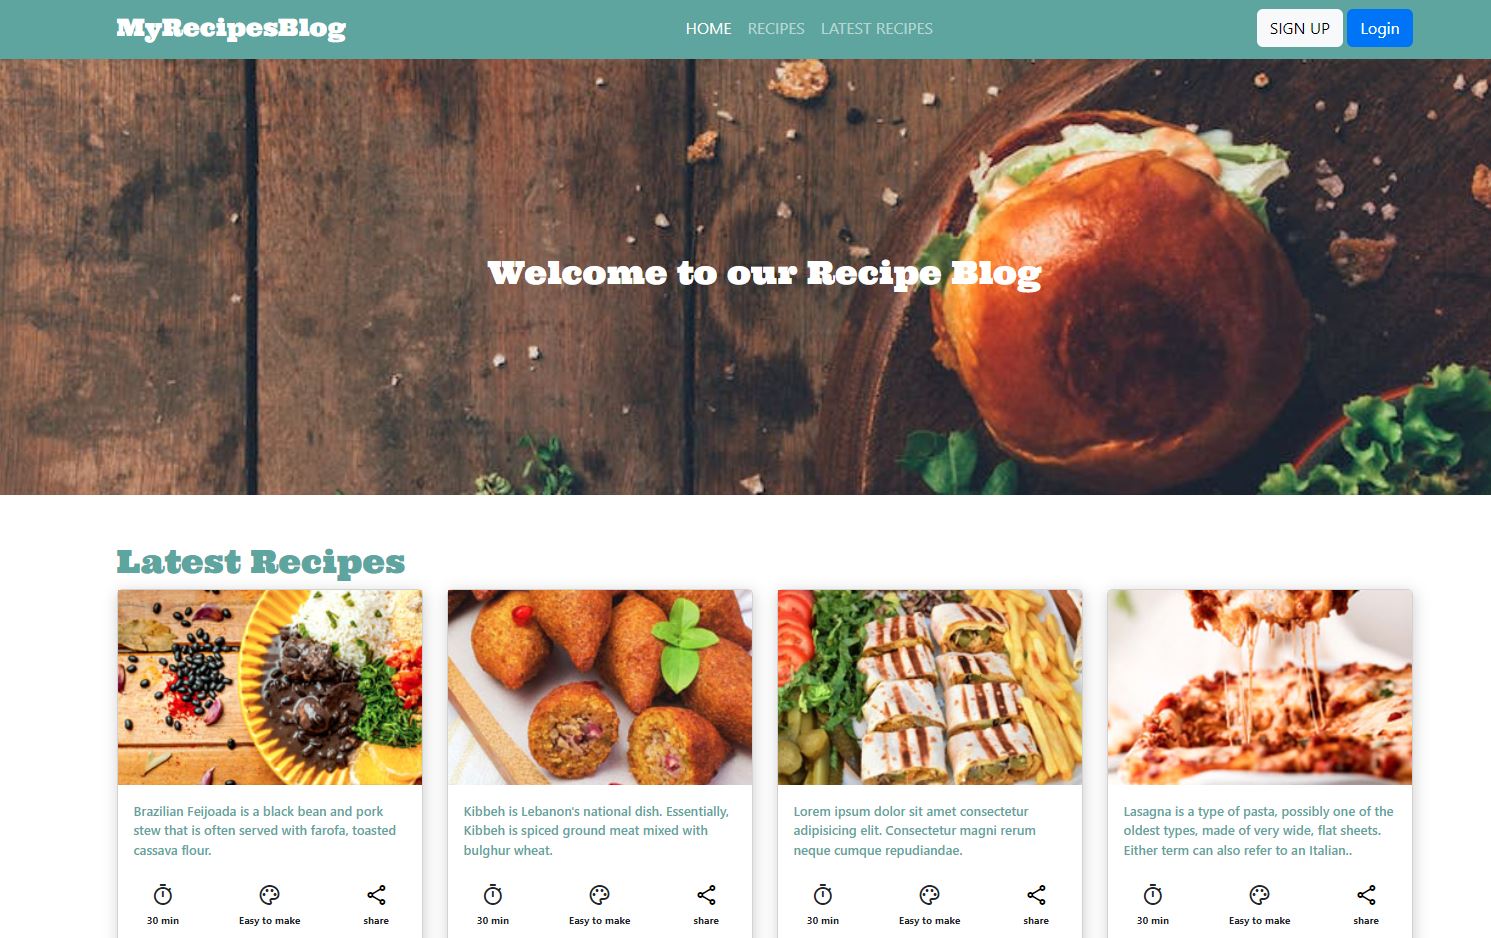 MyRecipesBlog
HOME RECIPES LATEST RECIPES
SIGN UP Login
Welcome to our Recipe Blog
Latest Recipes
Brazilian Feijoada is a black bean and pork
stew that is often served with farofa, toasted
cassava flour.
30 min Easy to make share
Kibbeh is Lebanon's national dish. Essentially,
Kibbeh is spiced ground meat mixed with
bulghur wheat.
30 min Easy to make share
Lorem ipsum dolor sit amet consectetur
adipisicing elit. Consectetur magni rerum
neque cumque repudiandae.
30 min Easy to make share
Lasagna is a type of pasta, possibly one of the
oldest types, made of very wide, flat sheets.
Either term can also refer to an Italian..
30 min Easy to make share